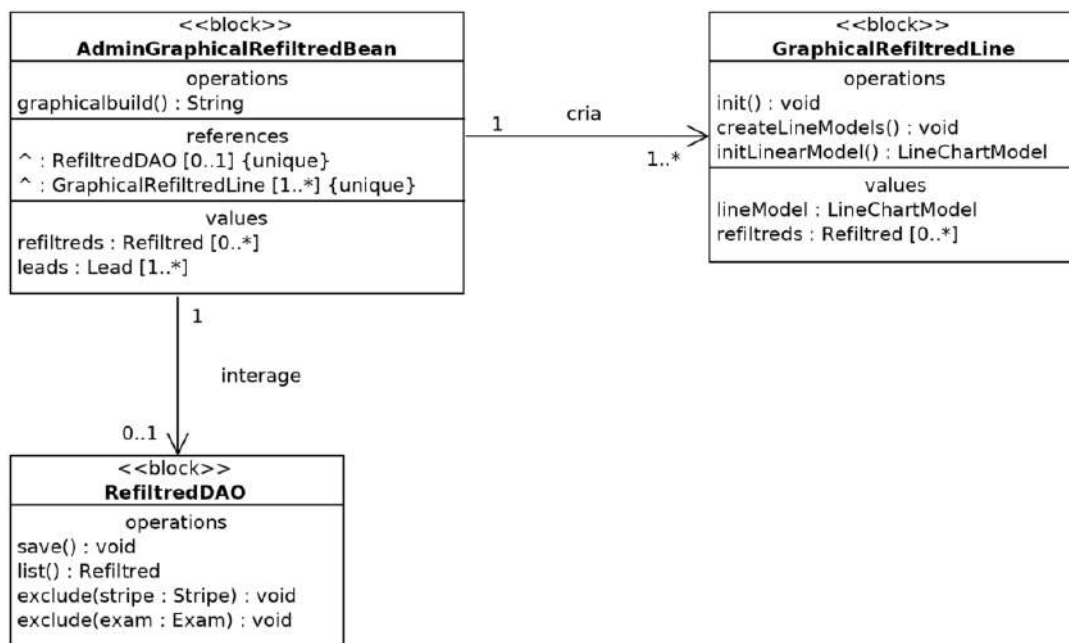 <<block>>
AdminGraphicalRefiltredBean
operations
graphicalbuild() : String
references
^ : RefiltredDAO [0..1] {unique}
^ : GraphicalRefiltredLine [1..*] {unique}
values
refiltreds : Refiltred [0..*]
leads : Lead [1..*]
1
cria
1..*
<<block>>
GraphicalRefiltredLine
operations
init() : void
createLineModels() : void
initLinearModel() : LineChartModel
values
lineModel : LineChartModel
refiltreds : Refiltred [0..*]
1
interage
0..1
<<block>>
RefiltredDAO
operations
save() : void
list() : Refiltred
exclude(stripe : Stripe) : void
exclude(exam : Exam) : void